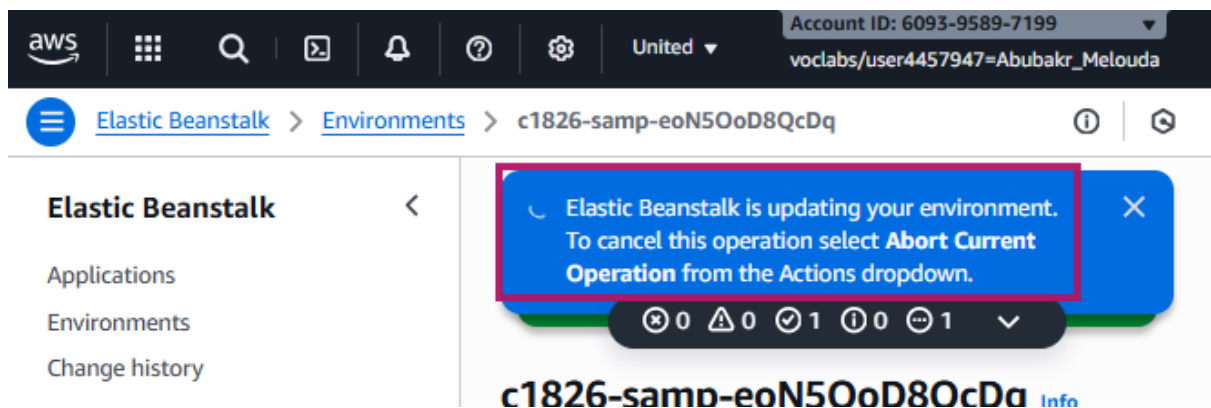 aws
United
Account ID: 6093-9589-7199
voclabs/user4457947=Abubakr_Melouda
Elastic Beanstalk > Environments > c1826-samp-eoN5OoD8QcDq
Elastic Beanstalk
Applications
Environments
Change history
Elastic Beanstalk is updating your environment.
To cancel this operation select Abort Current
Operation from the Actions dropdown.
0 0 1 0 1
c1826-samp-eoN5OoD8QcDq Info